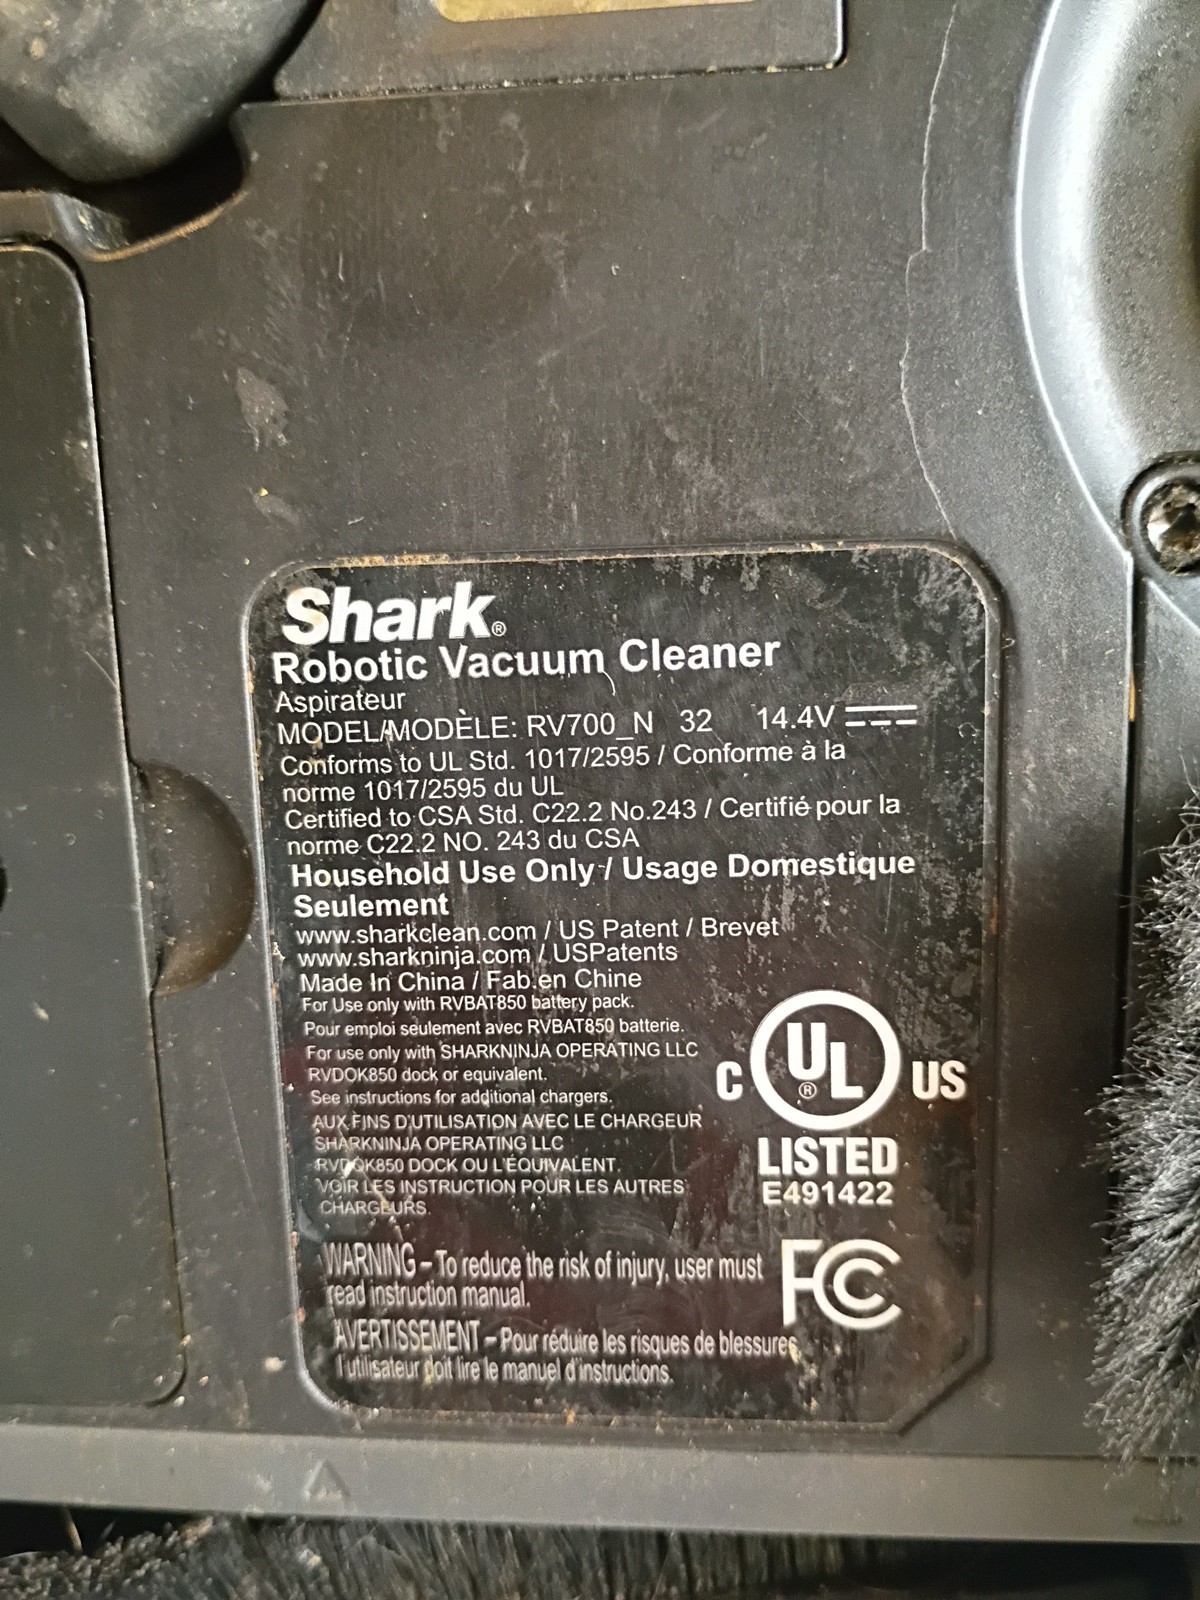 Shark®
Robotic Vacuum Cleaner
Aspirateur
MODEL/MODÈLE: RV700_N 32 14.4V
Conforms to UL Std. 1017/2595 / Conforme à la
norme 1017/2595 du UL
Certified to CSA Std. C22.2 No.243 / Certifié pour la
norme C22.2 NO. 243 du CSA
Household Use Only / Usage Domestique
Seulement
www.sharkclean.com / US Patent / Brevet
www.sharkninja.com / USPatents
Made In China / Fab.en Chine
For Use only with RVBAT850 battery pack.
Pour emploi seulement avec RVBAT850 batterie.
For use only with SHARKNINJA OPERATING LLC
RVDOK850 dock or equivalent.
See instructions for additional chargers.
AUX FINS D'UTILISATION AVEC LE CHARGEUR
SHARKNINJA OPERATING LLC
RVDOK850 DOCK OU L'ÉQUIVALENT.
VOIR LES INSTRUCTION POUR LES AUTRES
CHARGEURS.
C UL® US
LISTED
E491422
WARNING – To reduce the risk of injury, user must
read instruction manual.
FC
AVERTISSEMENT – Pour réduire les risques de blessures,
l'utilisateur doit lire le manuel d'instructions.